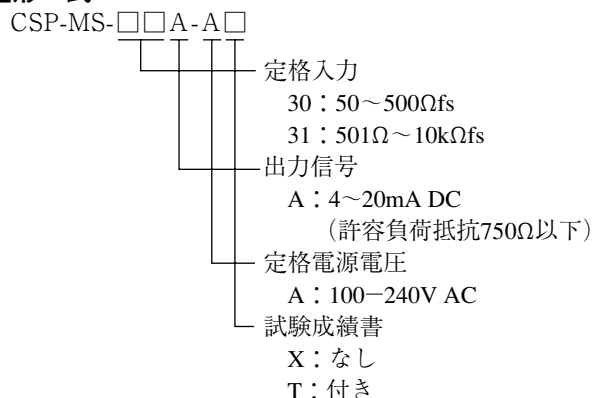 CSP-MS-□□A-A□
定格入力
30：50～500Ωfs
31：501Ω～10kΩfs
出力信号
A：4～20mA DC
（許容負荷抵抗750Ω以下）
定格電源電圧
A：100－240V AC
試験成績書
X：なし
T：付き